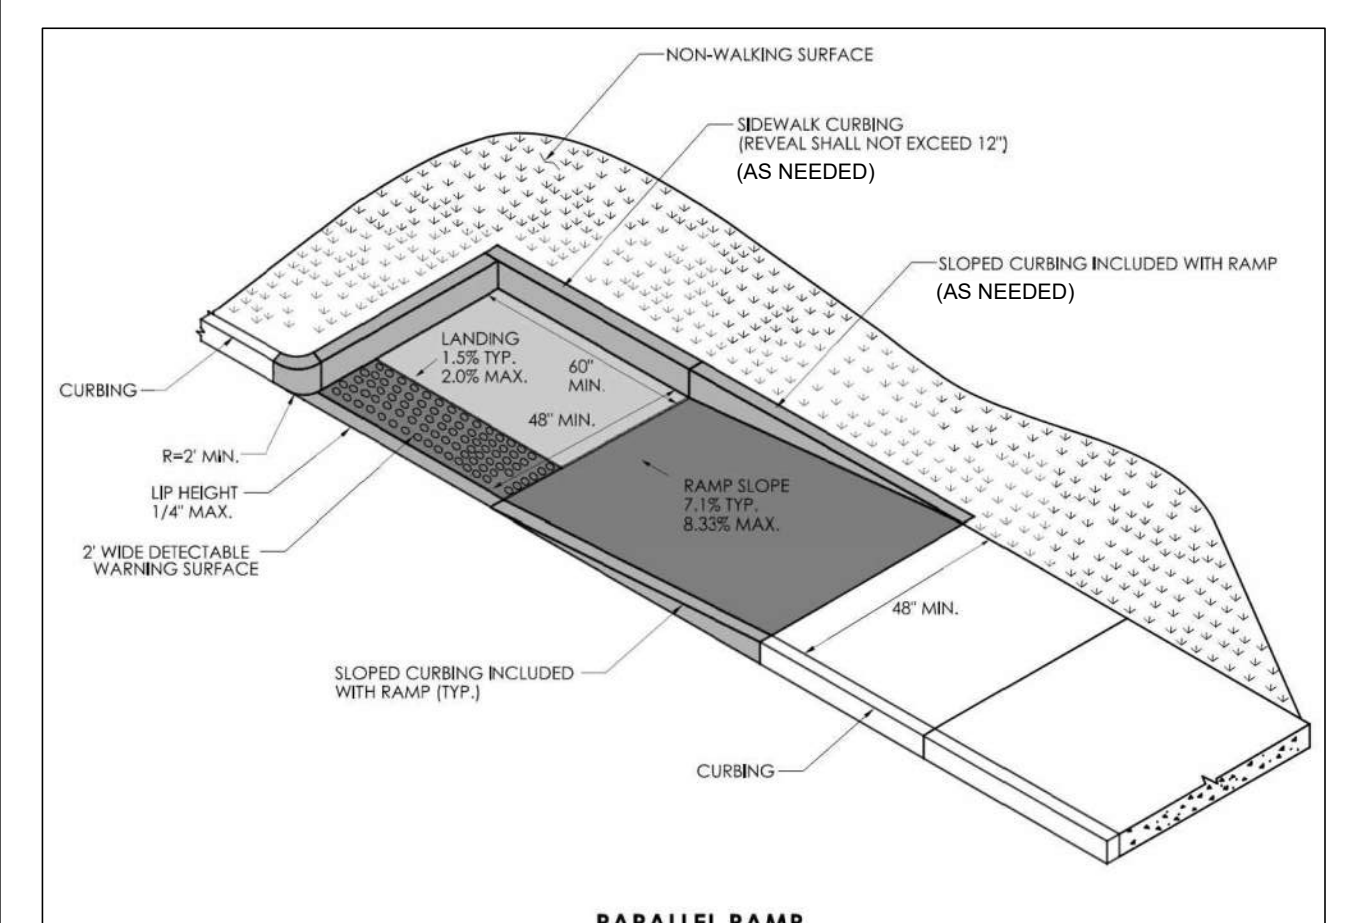 NON-WALKING SURFACE
SIDEWALK CURBING
(REVEAL SHALL NOT EXCEED 12")
(AS NEEDED)
SLOPED CURBING INCLUDED WITH RAMP
(AS NEEDED)
LANDING
1.5% TYP.
2.0% MAX.
60"
MIN.
CURBING
48" MIN.
R=2' MIN.
RAMP SLOPE
7.1% TYP.
8.33% MAX.
LIP HEIGHT
1/4" MAX.
2' WIDE DETECTABLE
WARNING SURFACE
48" MIN.
SLOPED CURBING INCLUDED
WITH RAMP (TYP.)
CURBING
PARALLEL RAMP